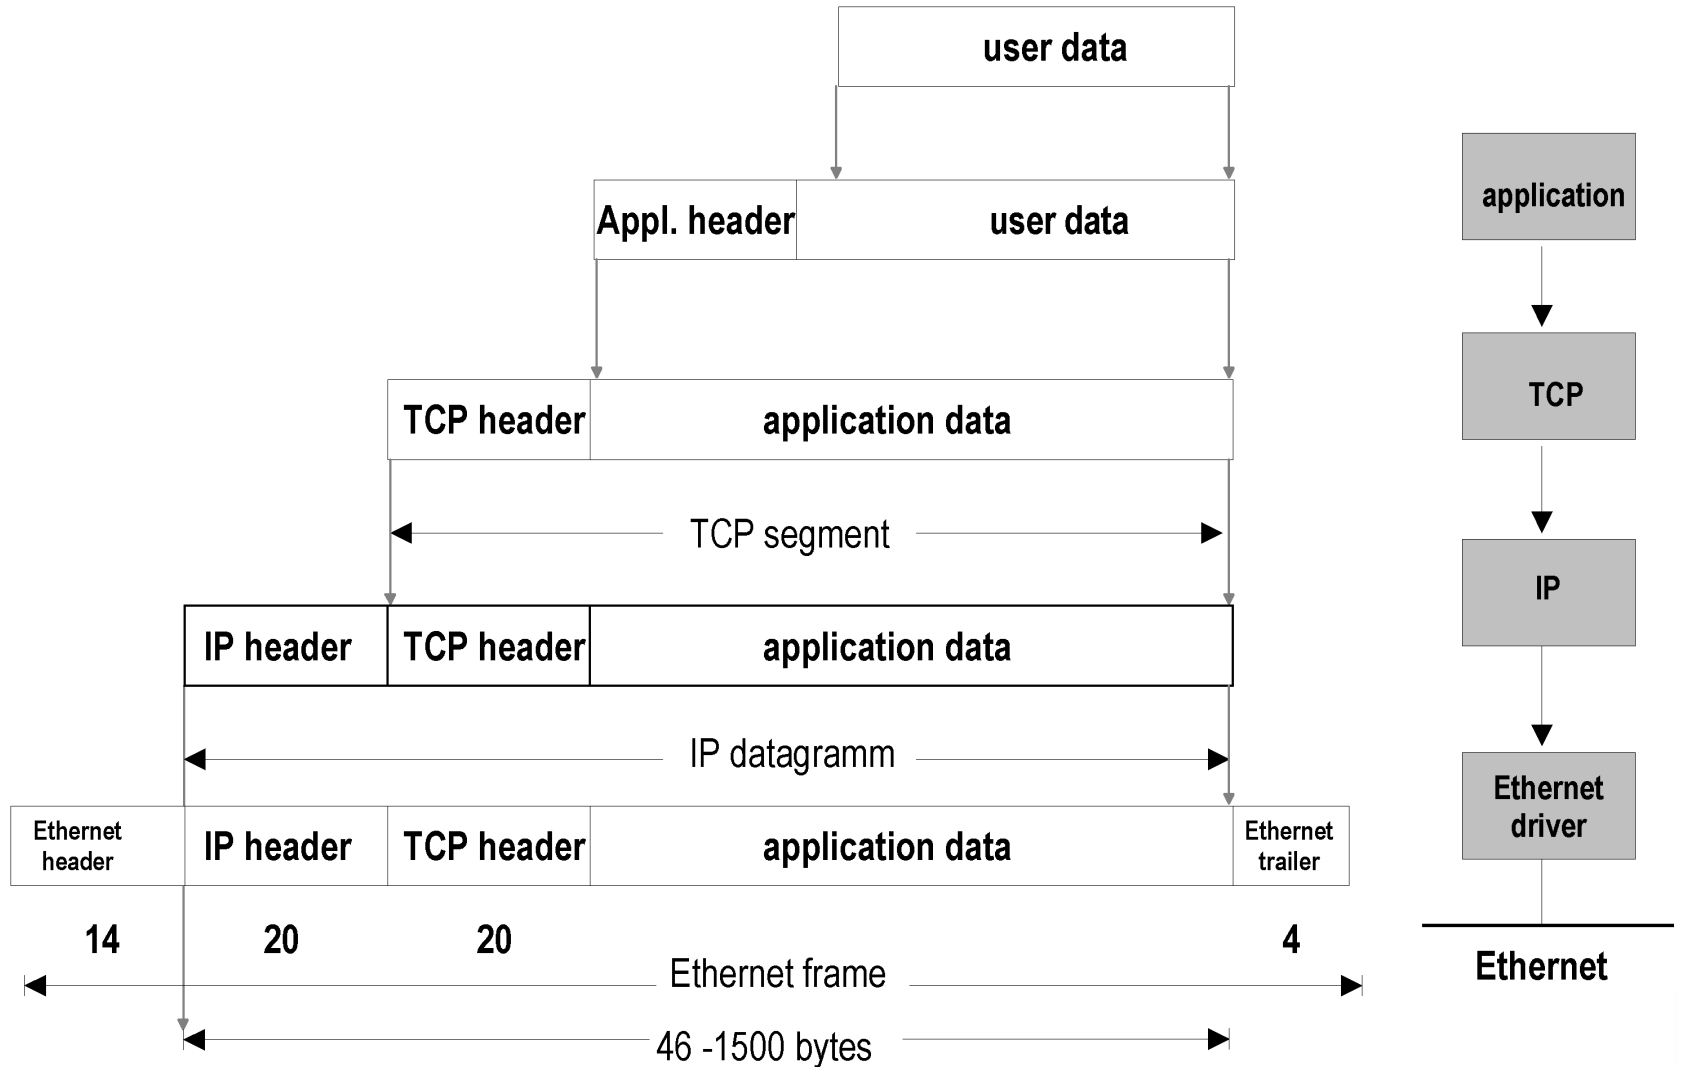 user data
Appl. header user data
application
TCP header application data
TCP
TCP segment
IP
IP header TCP header application data
IP datagramm
Ethernet
driver
Ethernet
header
IP header TCP header application data
Ethernet
trailer
14 20 20 4
Ethernet frame
Ethernet
46 -1500 bytes